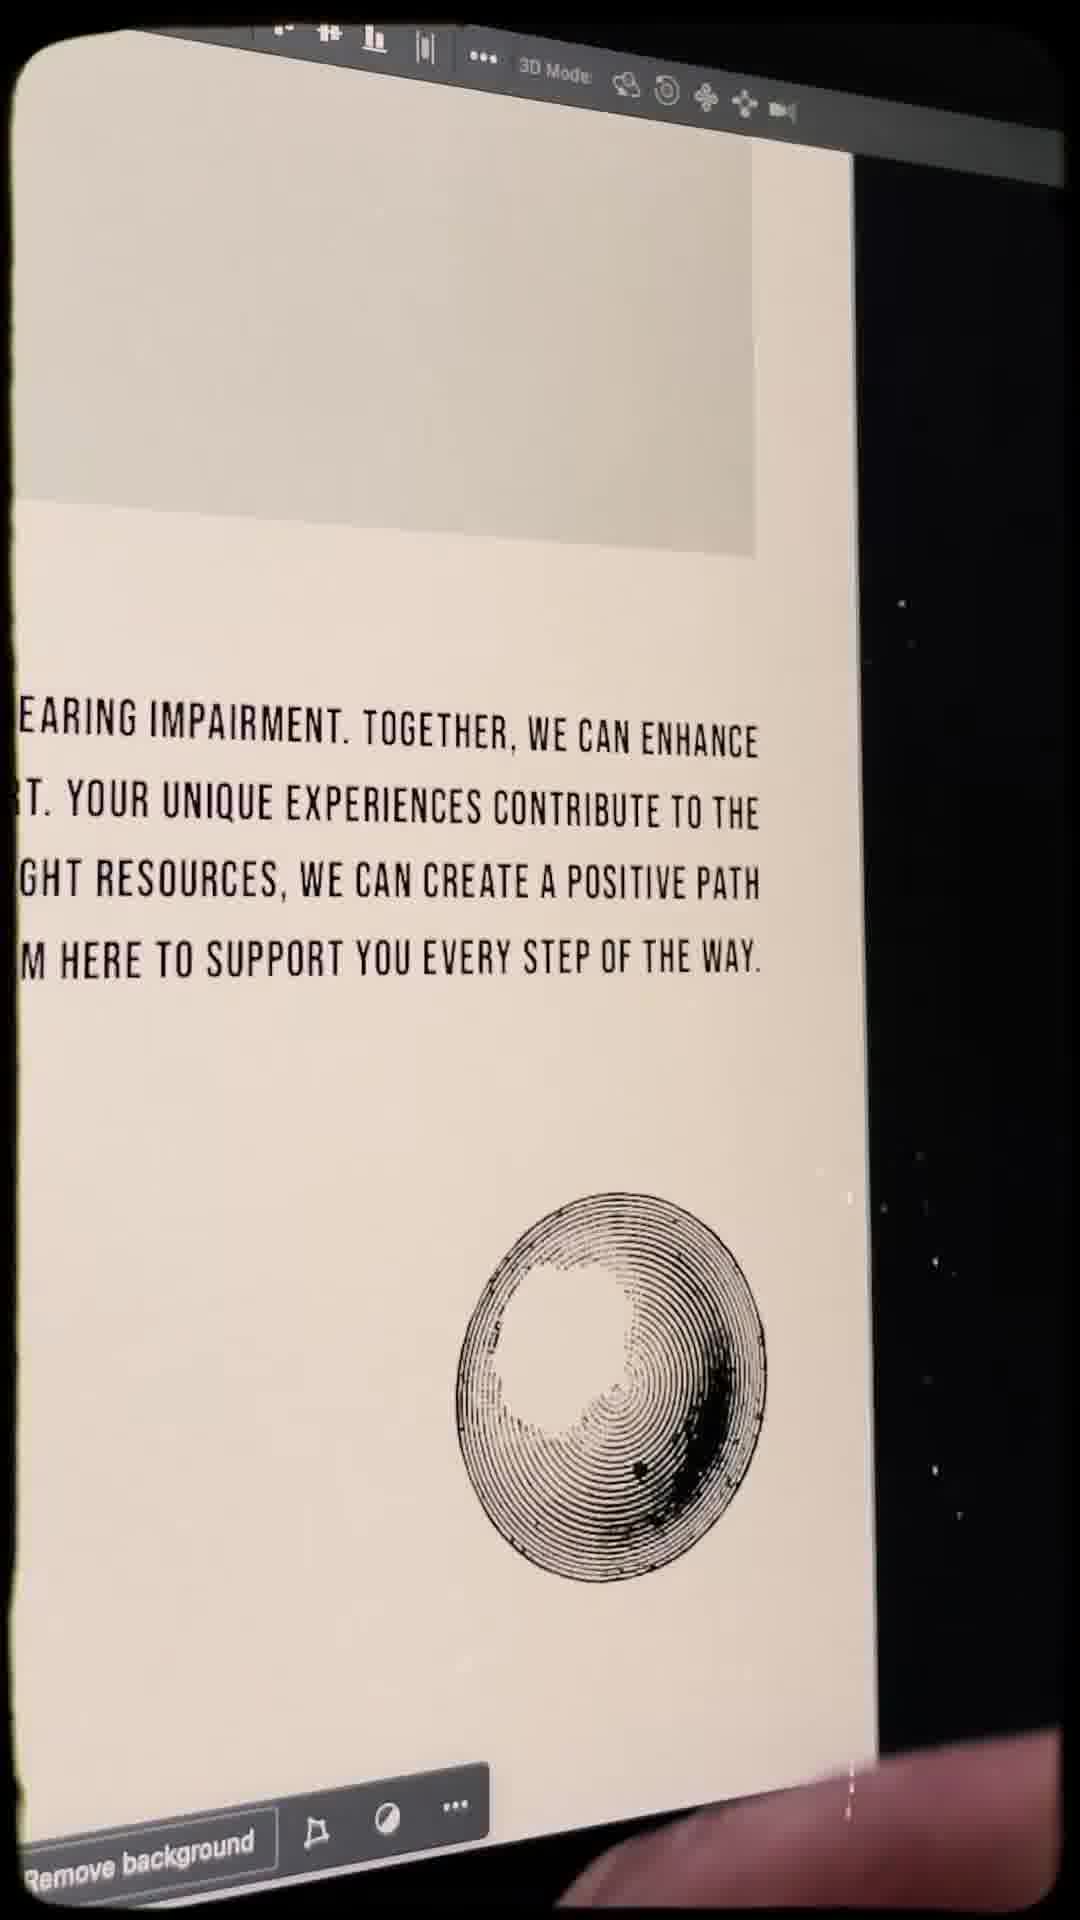 3D Mode:
EARING IMPAIRMENT. TOGETHER, WE CAN ENHANCE
T. YOUR UNIQUE EXPERIENCES CONTRIBUTE TO THE
GHT RESOURCES, WE CAN CREATE A POSITIVE PATH
M HERE TO SUPPORT YOU EVERY STEP OF THE WAY.
Remove background